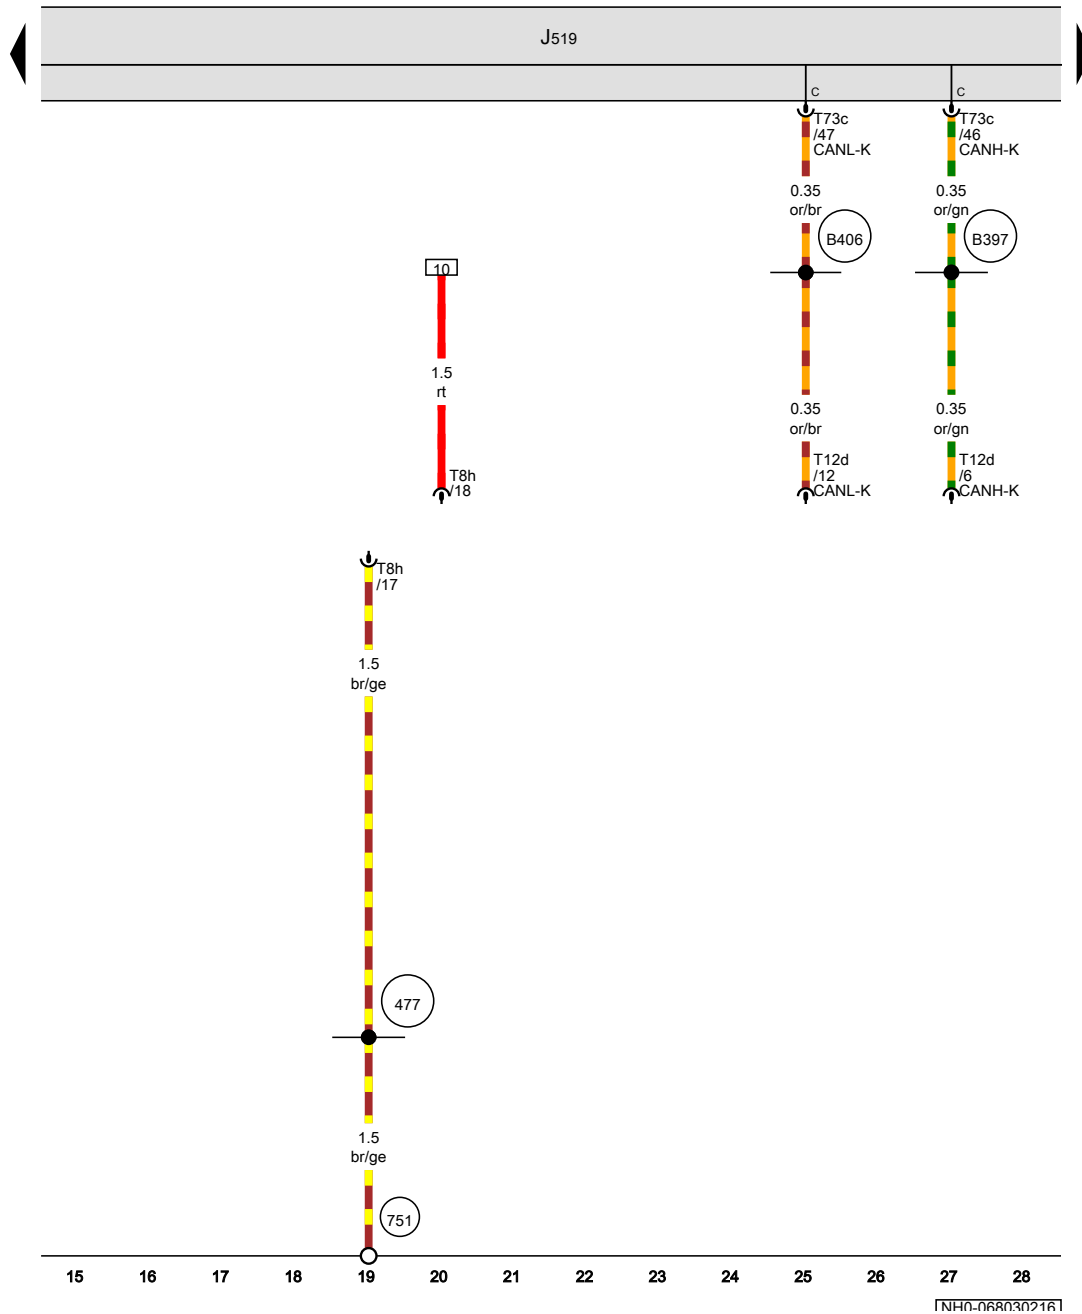 J519
c c
T73c T73c
/47 /46
CANL-K CANH-K
0.35 0.35
or/br or/gn
B406 B397
10
1.5
rt
0.35 0.35
or/br or/gn
T8h T12d T12d
/18 /12 /6
CANL-K CANH-K
T8h
/17
1.5
br/ge
477
1.5
br/ge
751
15 16 17 18 19 20 21 22 23 24 25 26 27 28
NH0-068030216